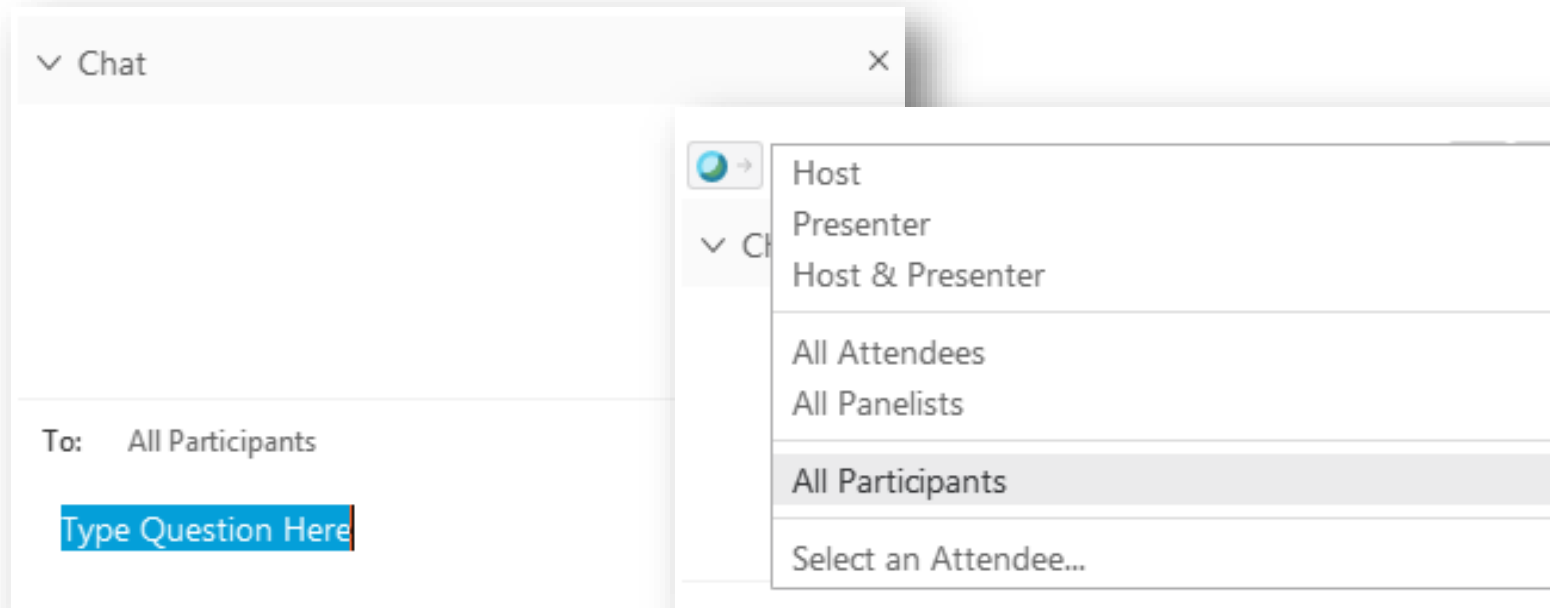 Chat
To: All Participants
Type Question Here
Host
Presenter
Host & Presenter
All Attendees
All Panelists
All Participants
Select an Attendee...